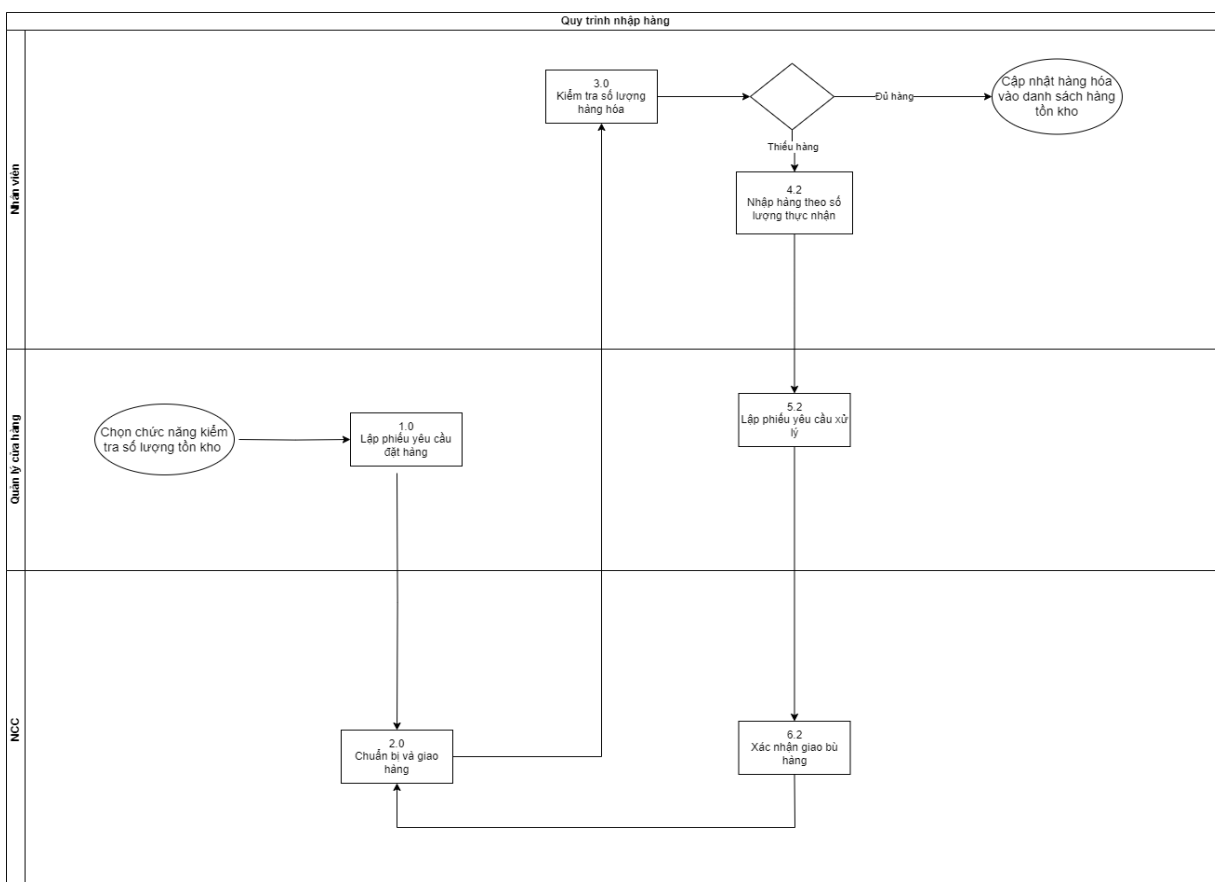 Quy trình nhập hàng
Nhân viên
3.0
Kiểm tra số lượng
hàng hóa
Đủ hàng
Cập nhật hàng hóa
vào danh sách hàng
tồn kho
Thiếu hàng
4.2
Nhập hàng theo số
lượng thực nhận
Quản lý cửa hàng
Chọn chức năng kiểm
tra số lượng tồn kho
1.0
Lập phiếu yêu cầu
đặt hàng
5.2
Lập phiếu yêu cầu xử
lý
NCC
2.0
Chuẩn bị và giao
hàng
6.2
Xác nhận giao bù
hàng